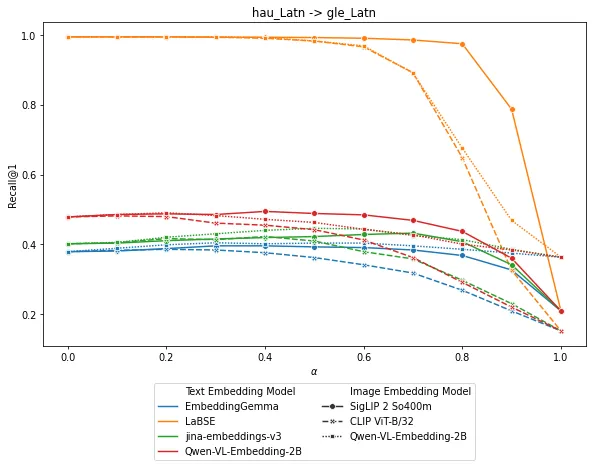 hau_Latn -> gle_Latn
Recall@1
1.0
0.8
0.6
0.4
0.2
0.0 0.2 0.4 0.6 0.8 1.0
α
Text Embedding Model Image Embedding Model
EmbeddingGemma SigLIP 2 So400m
LaBSE CLIP ViT-B/32
jina-embeddings-v3 Qwen-VL-Embedding-2B
Qwen-VL-Embedding-2B